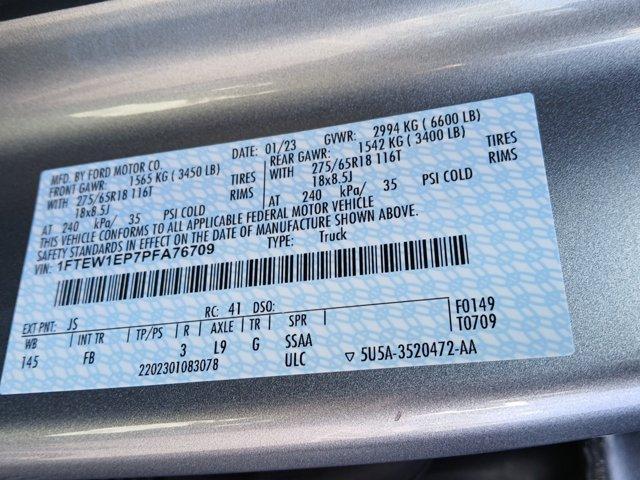 MFD. BY FORD MOTOR CO.
DATE: 01/23 GVWR: 2994 KG ( 6600 LB)
FRONT GAWR: 1565 KG ( 3450 LB)
REAR GAWR: 1542 KG ( 3400 LB)
WITH 275/65R18 116T TIRES
WITH 275/65R18 116T TIRES
18x8.5J RIMS
18x8.5J RIMS
AT 240 kPa/ 35 PSI COLD
AT 240 kPa/ 35 PSI COLD
THIS VEHICLE CONFORMS TO ALL APPLICABLE FEDERAL MOTOR VEHICLE
SAFETY STANDARDS IN EFFECT ON THE DATE OF MANUFACTURE SHOWN ABOVE.
VIN: 1FTEW1EP7PFA76709 TYPE: Truck
EXT PNT: JS RC: 41 DSO: F0149
WB INT TR TP/PS R AXLE TR SPR T0709
145 FB 3 L9 G SSAA
2202301083078 ULC ▽ 5U5A-3520472-AA